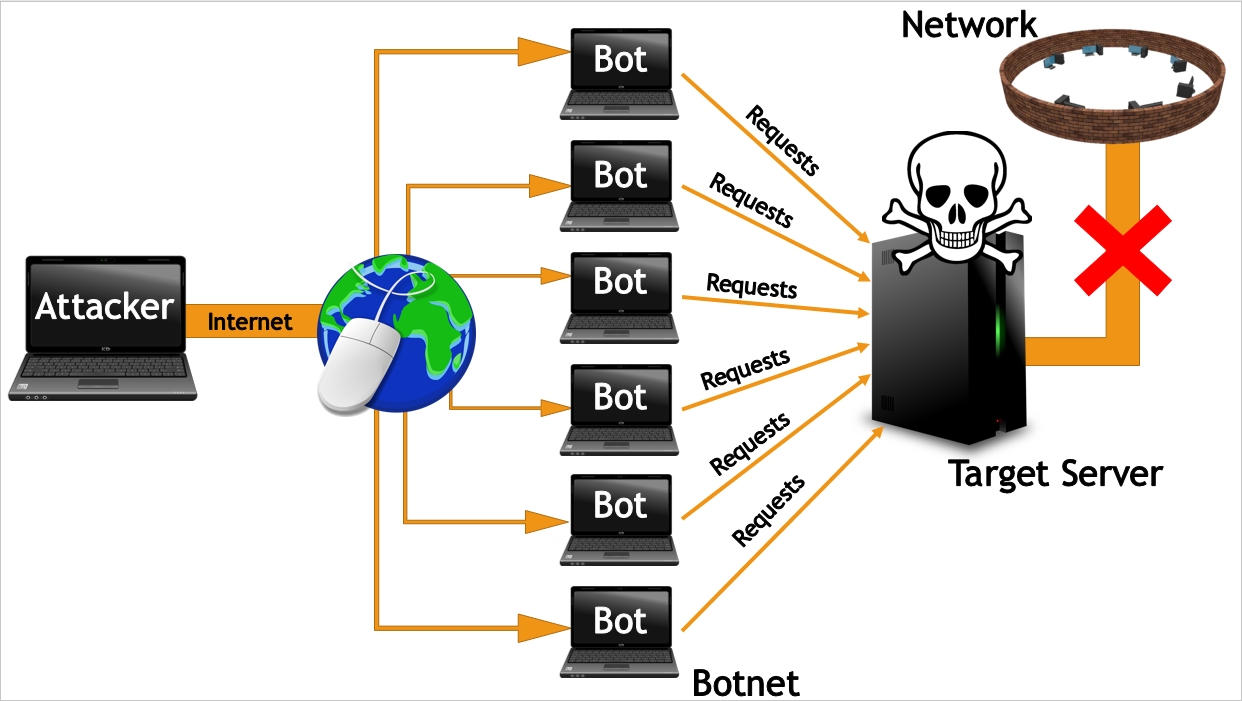 Network
Bot
Requests
Bot
Requests
Bot
Requests
Attacker
Internet
Bot
Requests
Bot
Requests
Target Server
Bot
Requests
Botnet